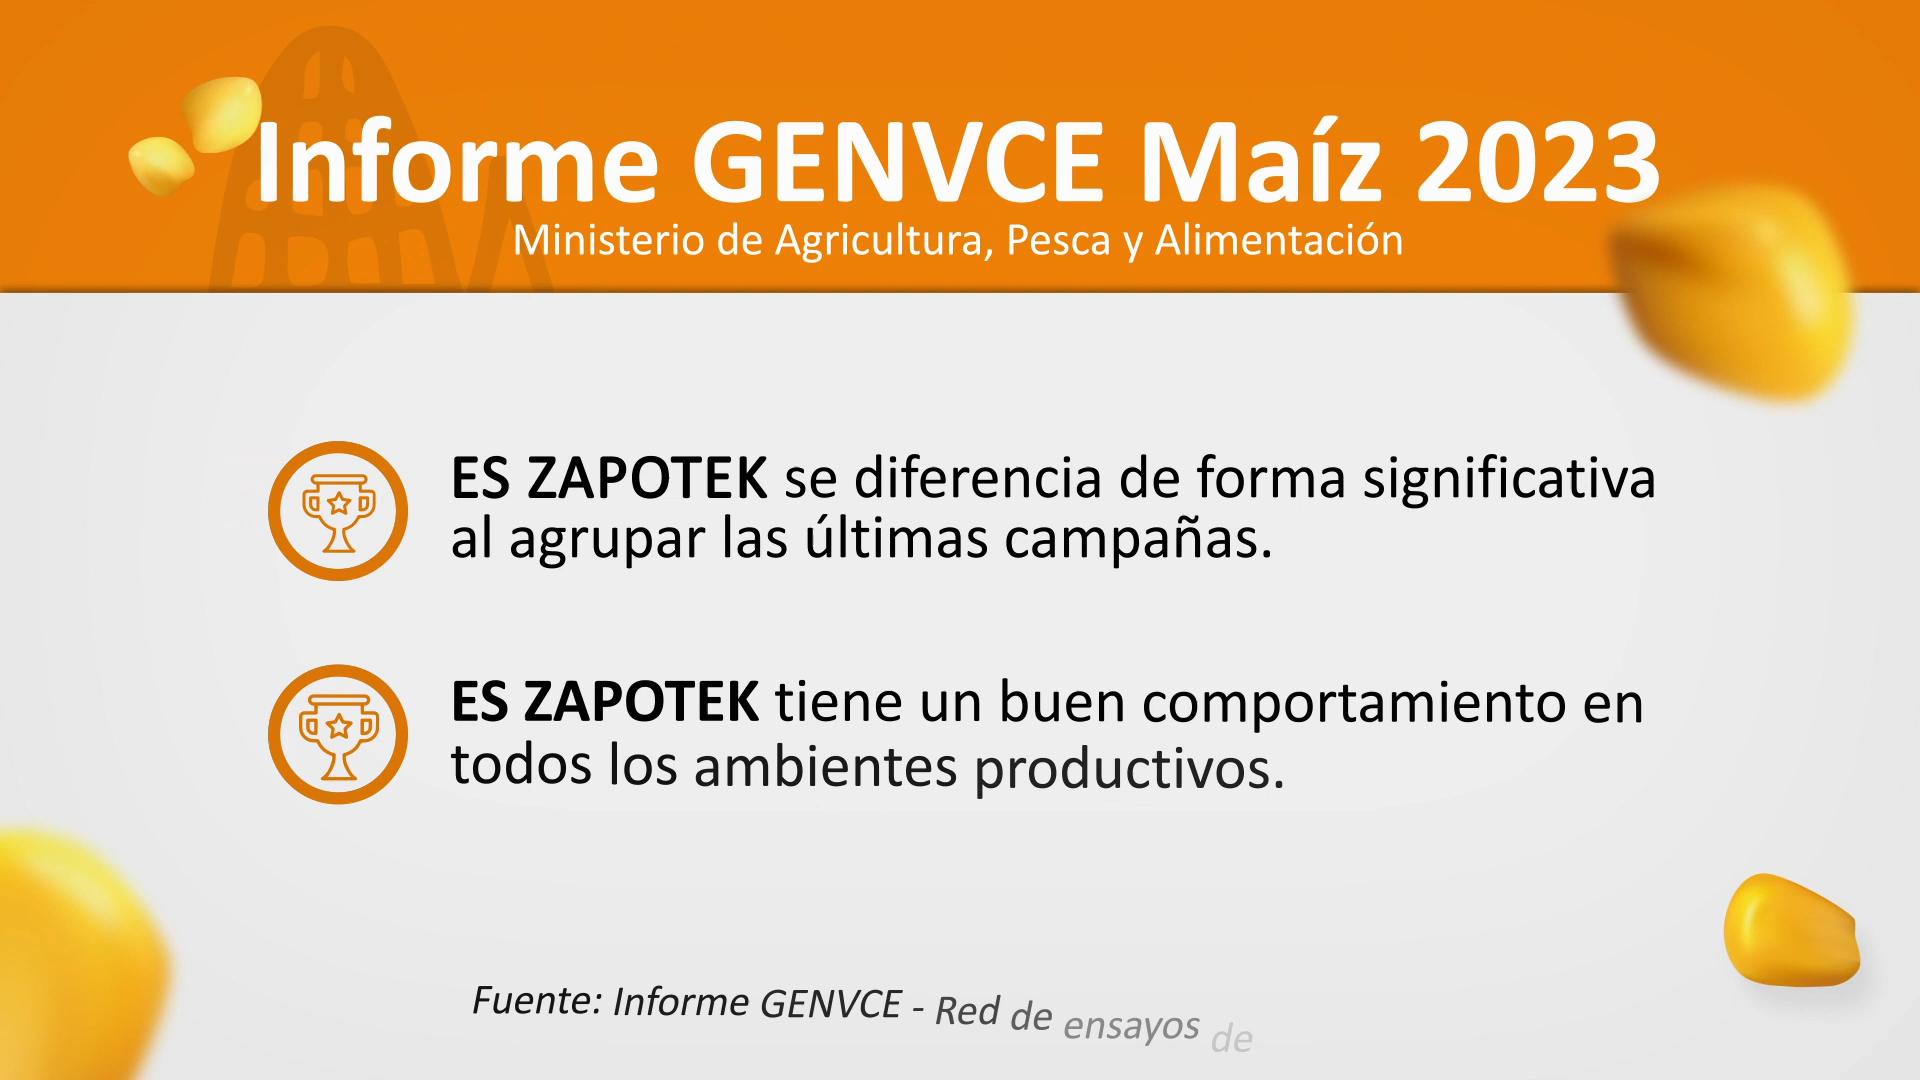 Informe GENVCE Maíz 2023
Ministerio de Agricultura, Pesca y Alimentación
ES ZAPOTEK se diferencia de forma significativa
al agrupar las últimas campañas.
ES ZAPOTEK tiene un buen comportamiento en
todos los ambientes productivos.
Fuente: Informe GENVCE - Red de ensayos de